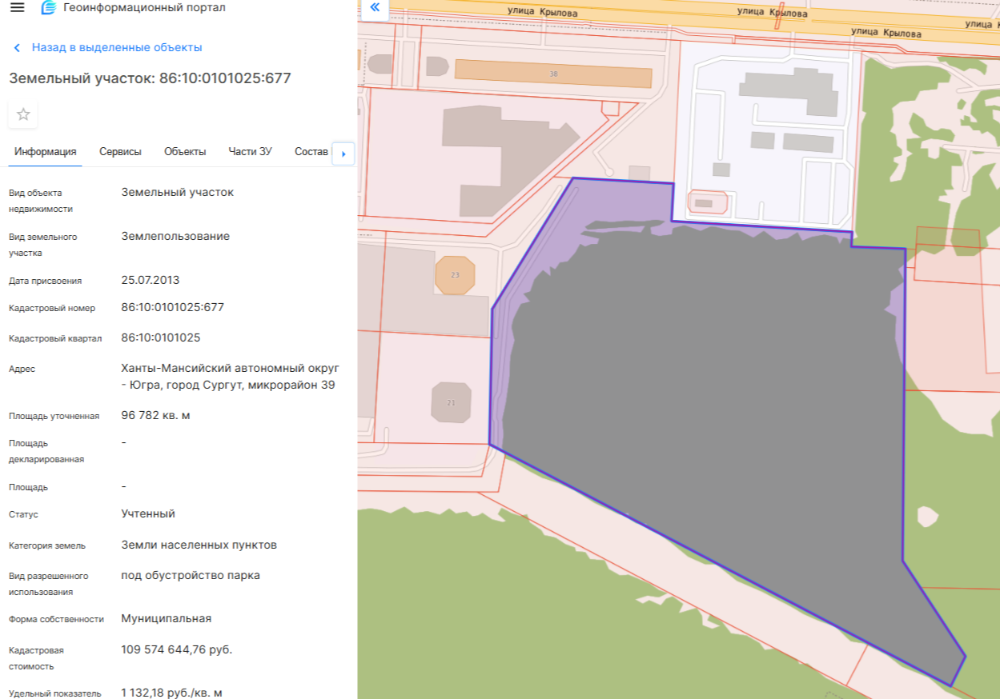 Геоинформационный портал
Назад в выделенные объекты
Земельный участок: 86:10:0101025:677
Информация Сервисы Объекты Части ЗУ Состав
Вид объекта недвижимости Земельный участок
Вид земельного участка Землепользование
Дата присвоения 25.07.2013
Кадастровый номер 86:10:0101025:677
Кадастровый квартал 86:10:0101025
Адрес Ханты-Мансийский автономный округ
- Югра, город Сургут, микрорайон 39
Площадь уточненная 96 782 кв. м
Площадь декларированная -
Площадь -
Статус Учтенный
Категория земель Земли населенных пунктов
Вид разрешенного использования под обустройство парка
Форма собственности Муниципальная
Кадастровая стоимость 109 574 644,76 руб.
Удельный показатель 1 132,18 руб./кв. м
улица Крылова
улица Крылова
улица Крылова
улица
38
23
21